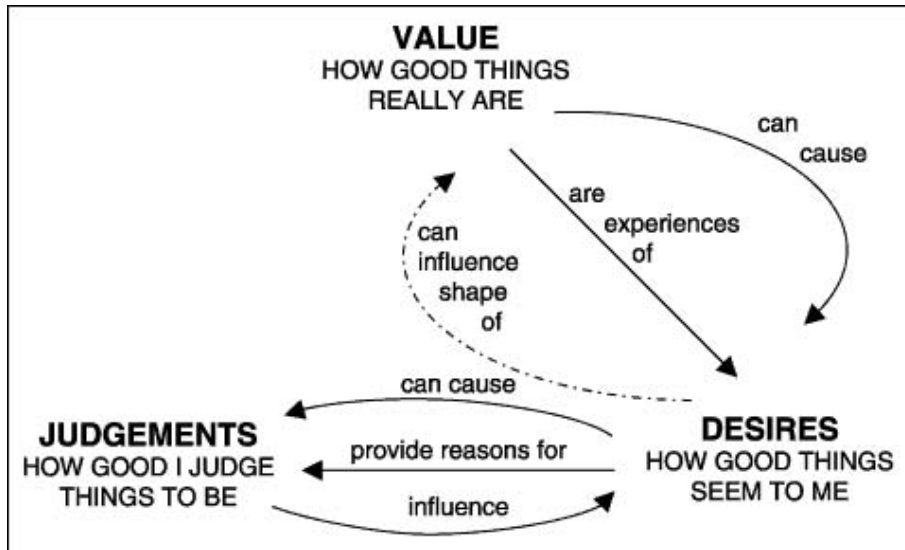 VALUE
HOW GOOD THINGS
REALLY ARE
can
cause
are
experiences
of
can
influence
shape
of
can cause
JUDGEMENTS
HOW GOOD I JUDGE
THINGS TO BE
provide reasons for
influence
DESIRES
HOW GOOD THINGS
SEEM TO ME